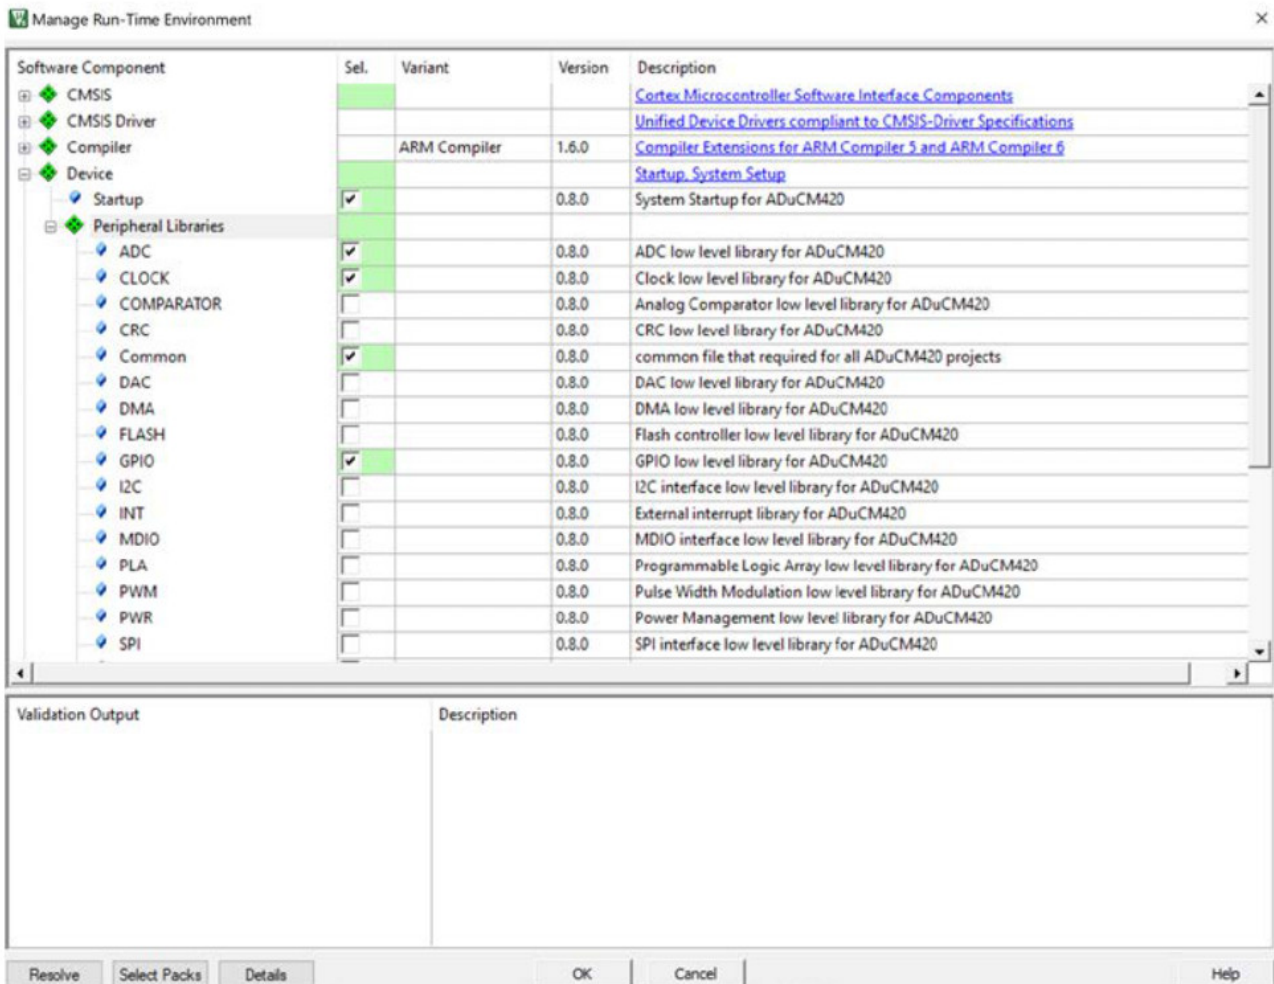 Manage Run-Time Environment
Software Component Sel. Variant Version Description
CMSIS Cortex Microcontroller Software Interface Components
CMSIS Driver Unified Device Drivers compliant to CMSIS-Driver Specifications
Compiler ARM Compiler 1.6.0 Compiler Extensions for ARM Compiler 5 and ARM Compiler 6
Device Startup, System Setup
Startup 0.8.0 System Startup for ADuCM420
Peripheral Libraries
ADC 0.8.0 ADC low level library for ADuCM420
CLOCK 0.8.0 Clock low level library for ADuCM420
COMPARATOR 0.8.0 Analog Comparator low level library for ADuCM420
CRC 0.8.0 CRC low level library for ADuCM420
Common 0.8.0 common file that required for all ADuCM420 projects
DAC 0.8.0 DAC low level library for ADuCM420
DMA 0.8.0 DMA low level library for ADuCM420
FLASH 0.8.0 Flash controller low level library for ADuCM420
GPIO 0.8.0 GPIO low level library for ADuCM420
I2C 0.8.0 I2C interface low level library for ADuCM420
INT 0.8.0 External interrupt library for ADuCM420
MDIO 0.8.0 MDIO interface low level library for ADuCM420
PLA 0.8.0 Programmable Logic Array low level library for ADuCM420
PWM 0.8.0 Pulse Width Modulation low level library for ADuCM420
PWR 0.8.0 Power Management low level library for ADuCM420
SPI 0.8.0 SPI interface low level library for ADuCM420
Validation Output Description
Resolve Select Packs Details OK Cancel Help